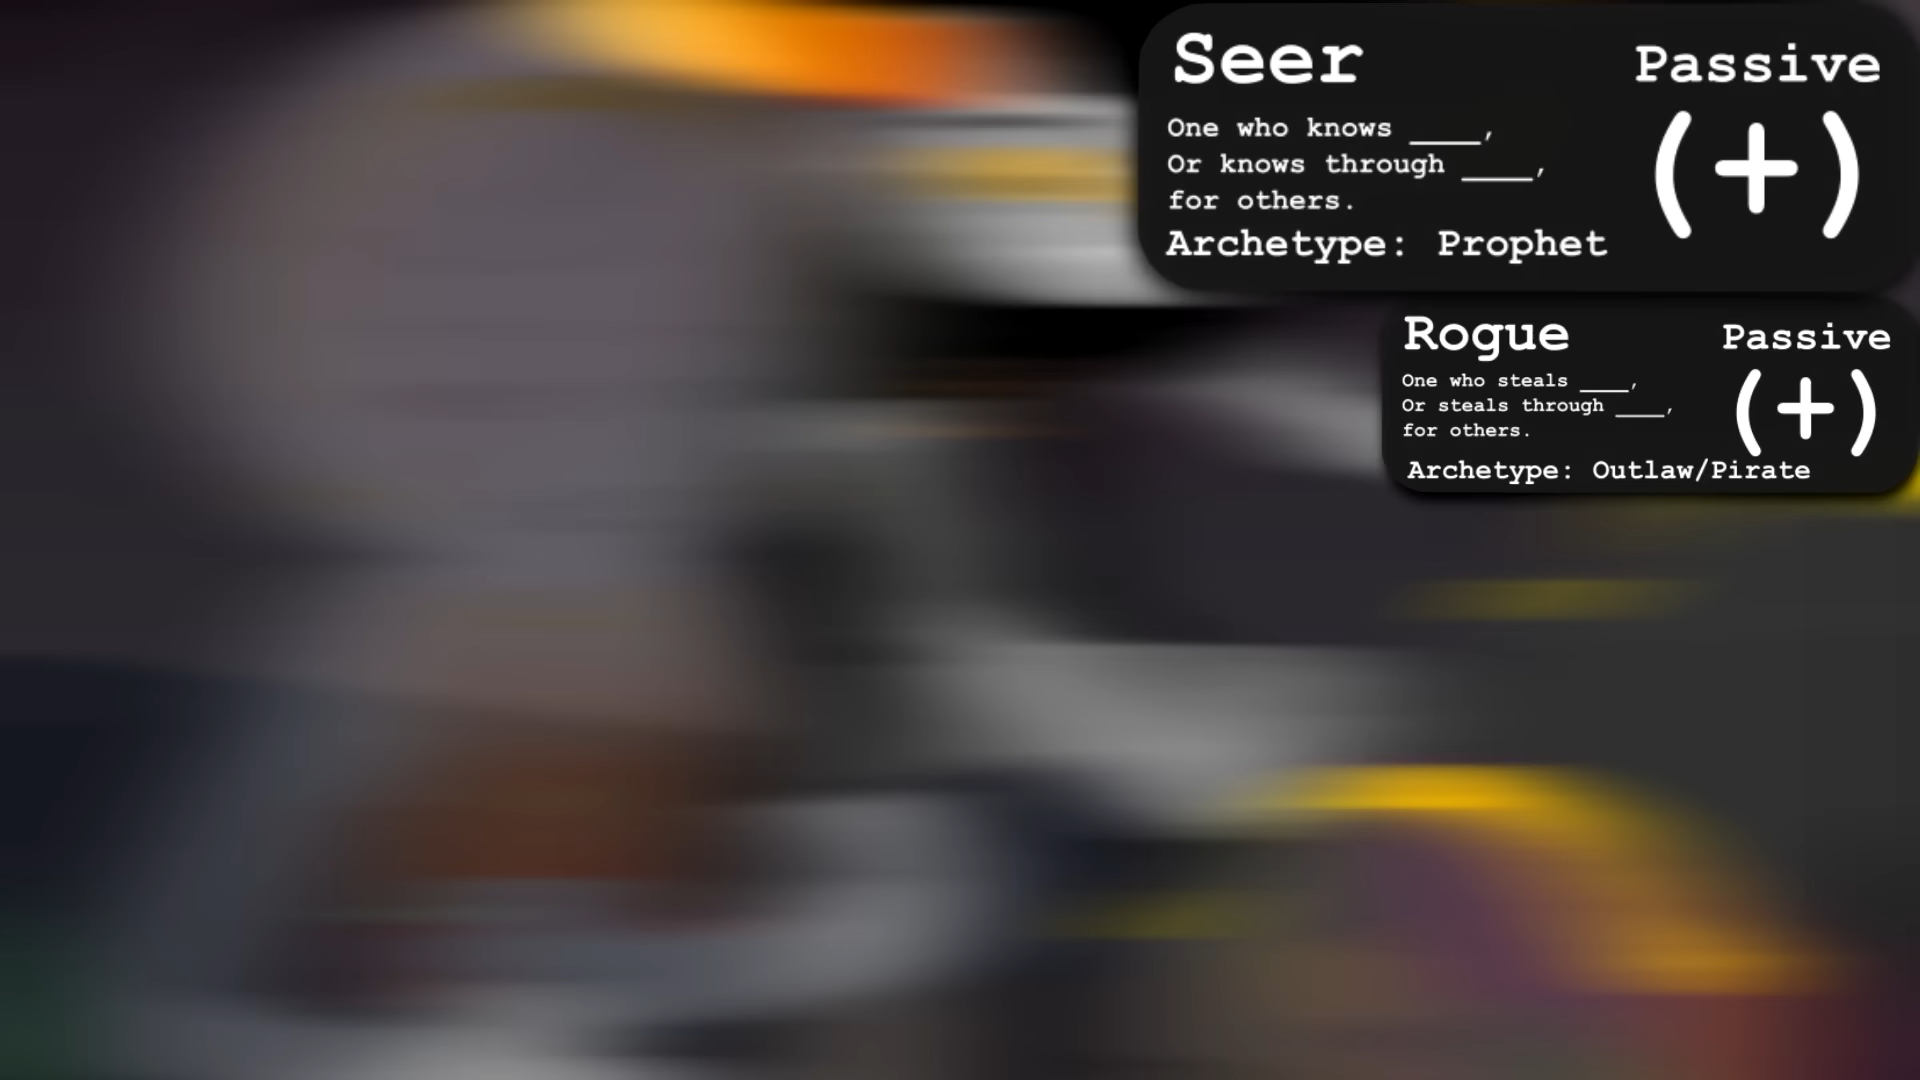 Seer
Passive
One who knows ____,
(+)
Or knows through ____,
for others.
Archetype: Prophet
Rogue
Passive
One who steals ____,
(+)
Or steals through ____,
for others.
Archetype: Outlaw/Pirate